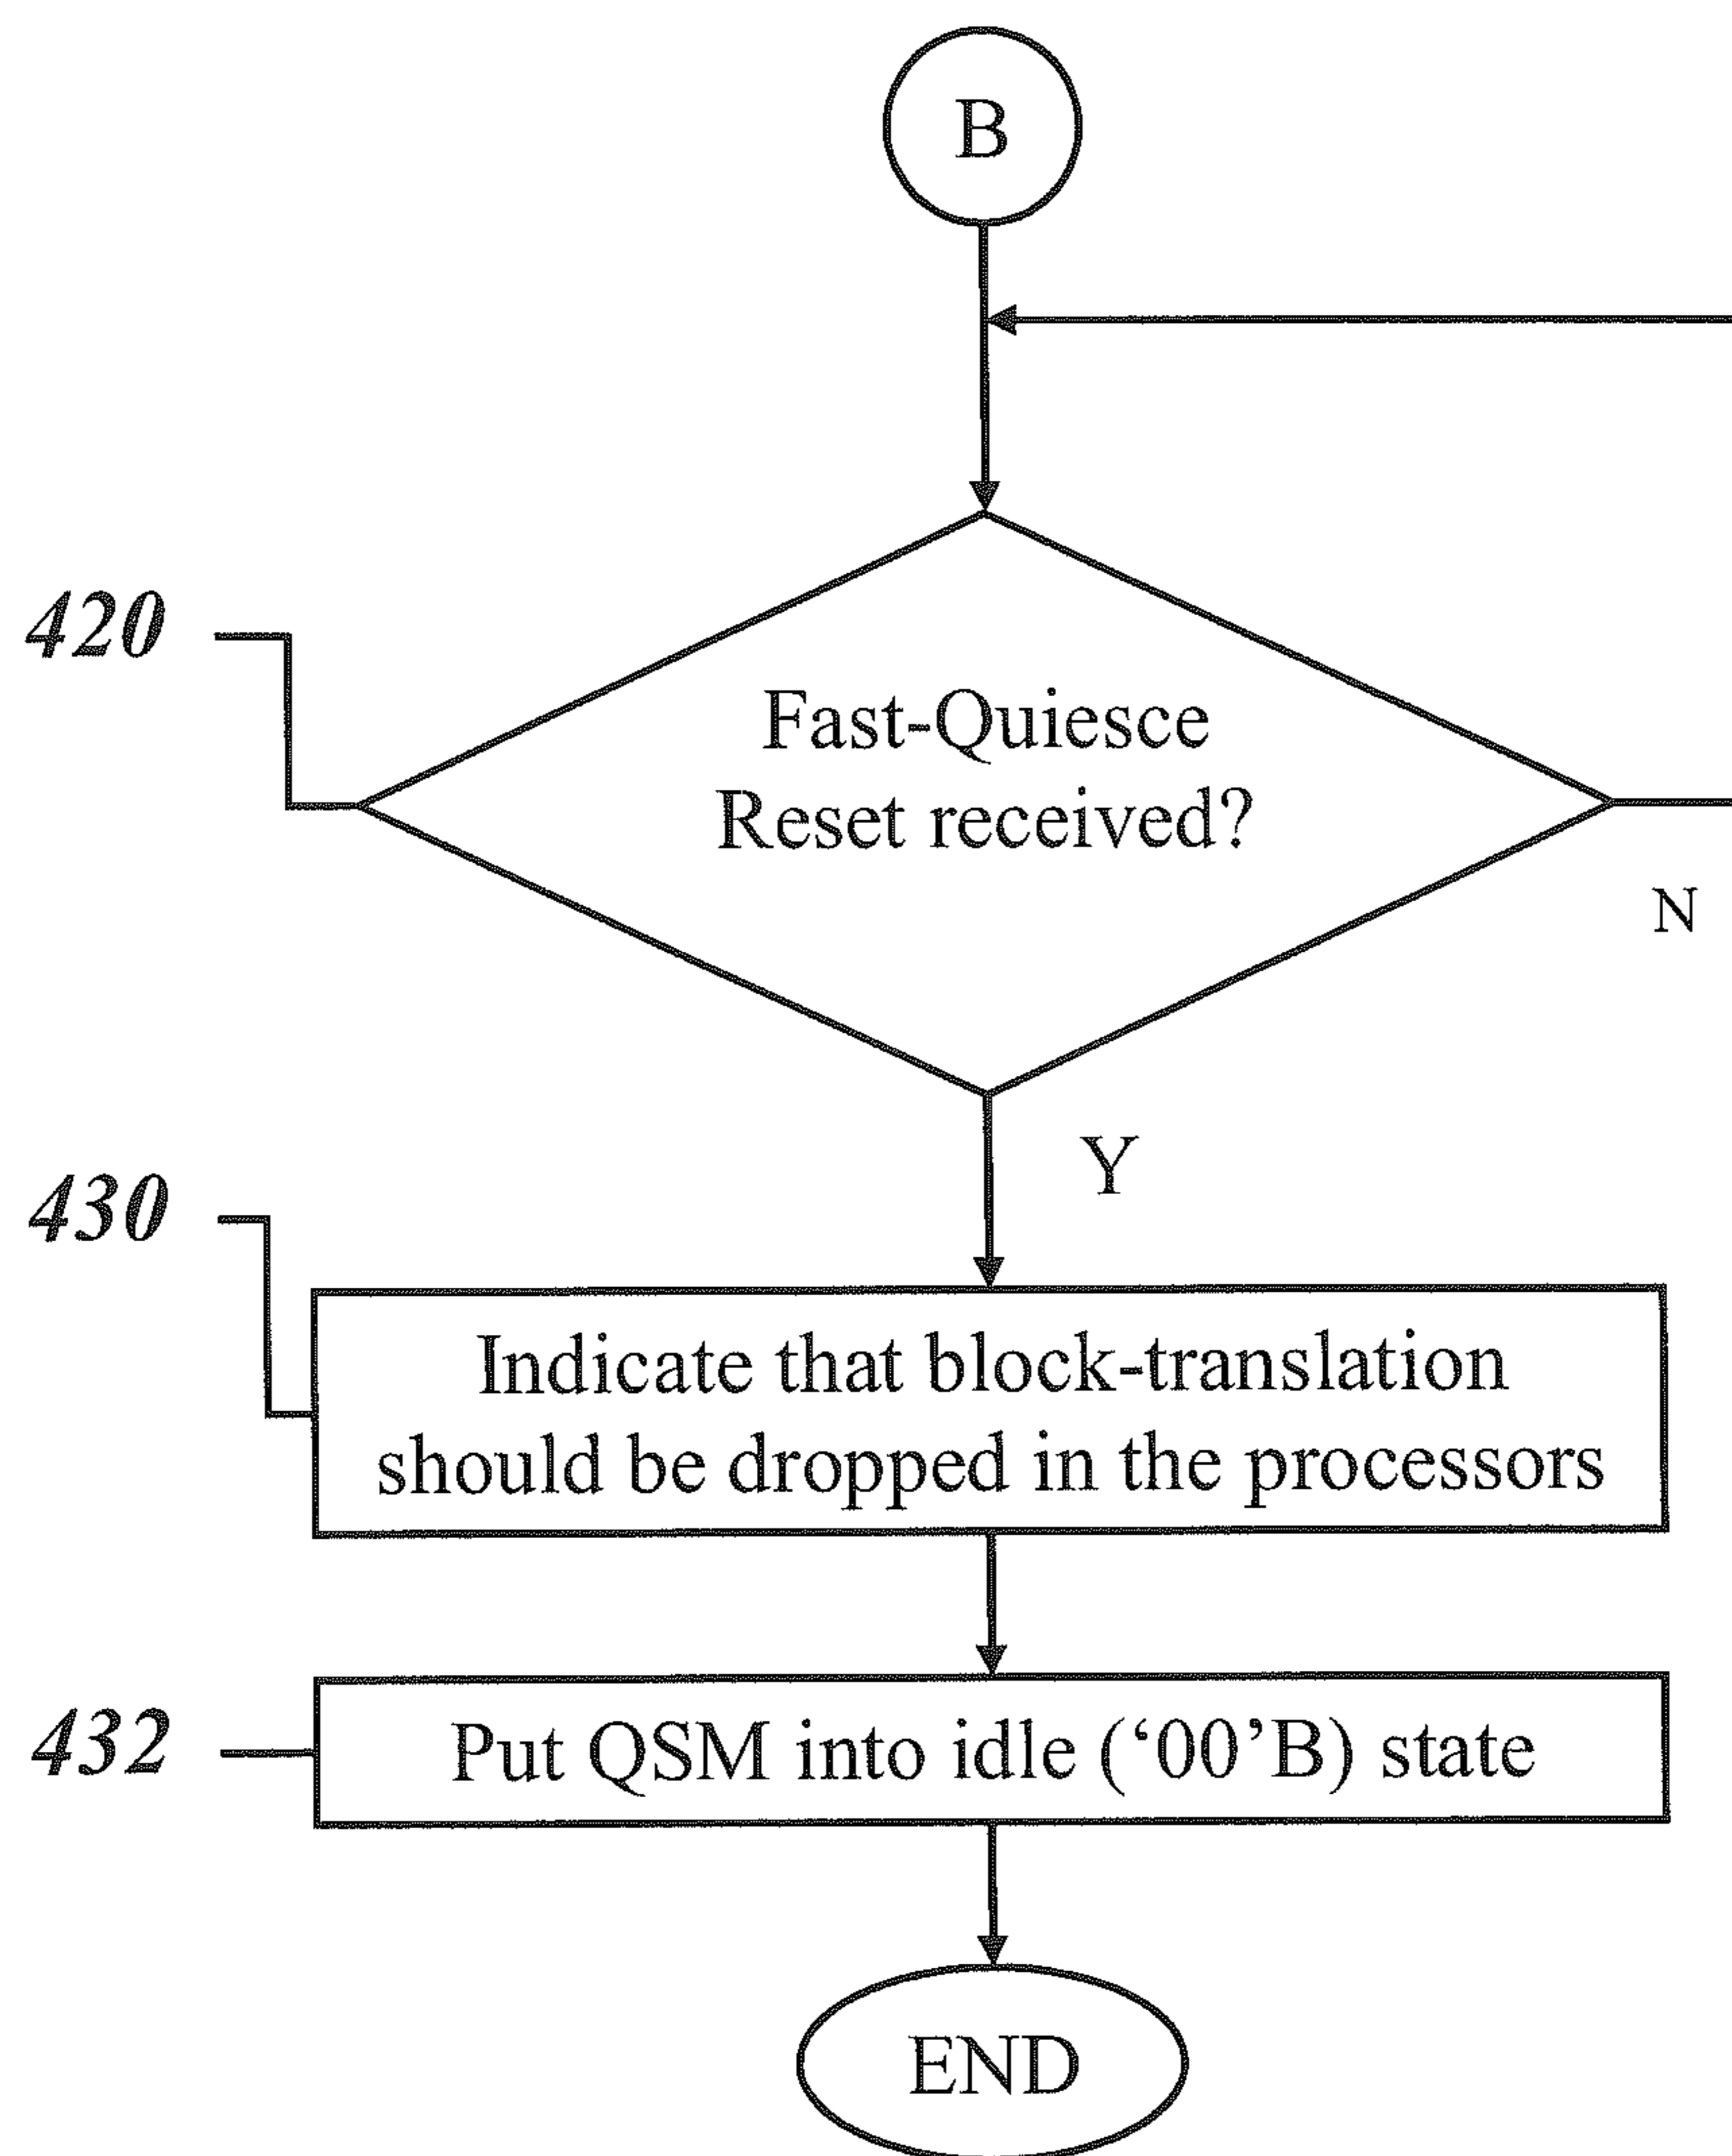 B
420
Fast-Quiesce
Reset received?
N
Y
430
Indicate that block-translation
should be dropped in the processors
432
Put QSM into idle (‘00’B) state
END